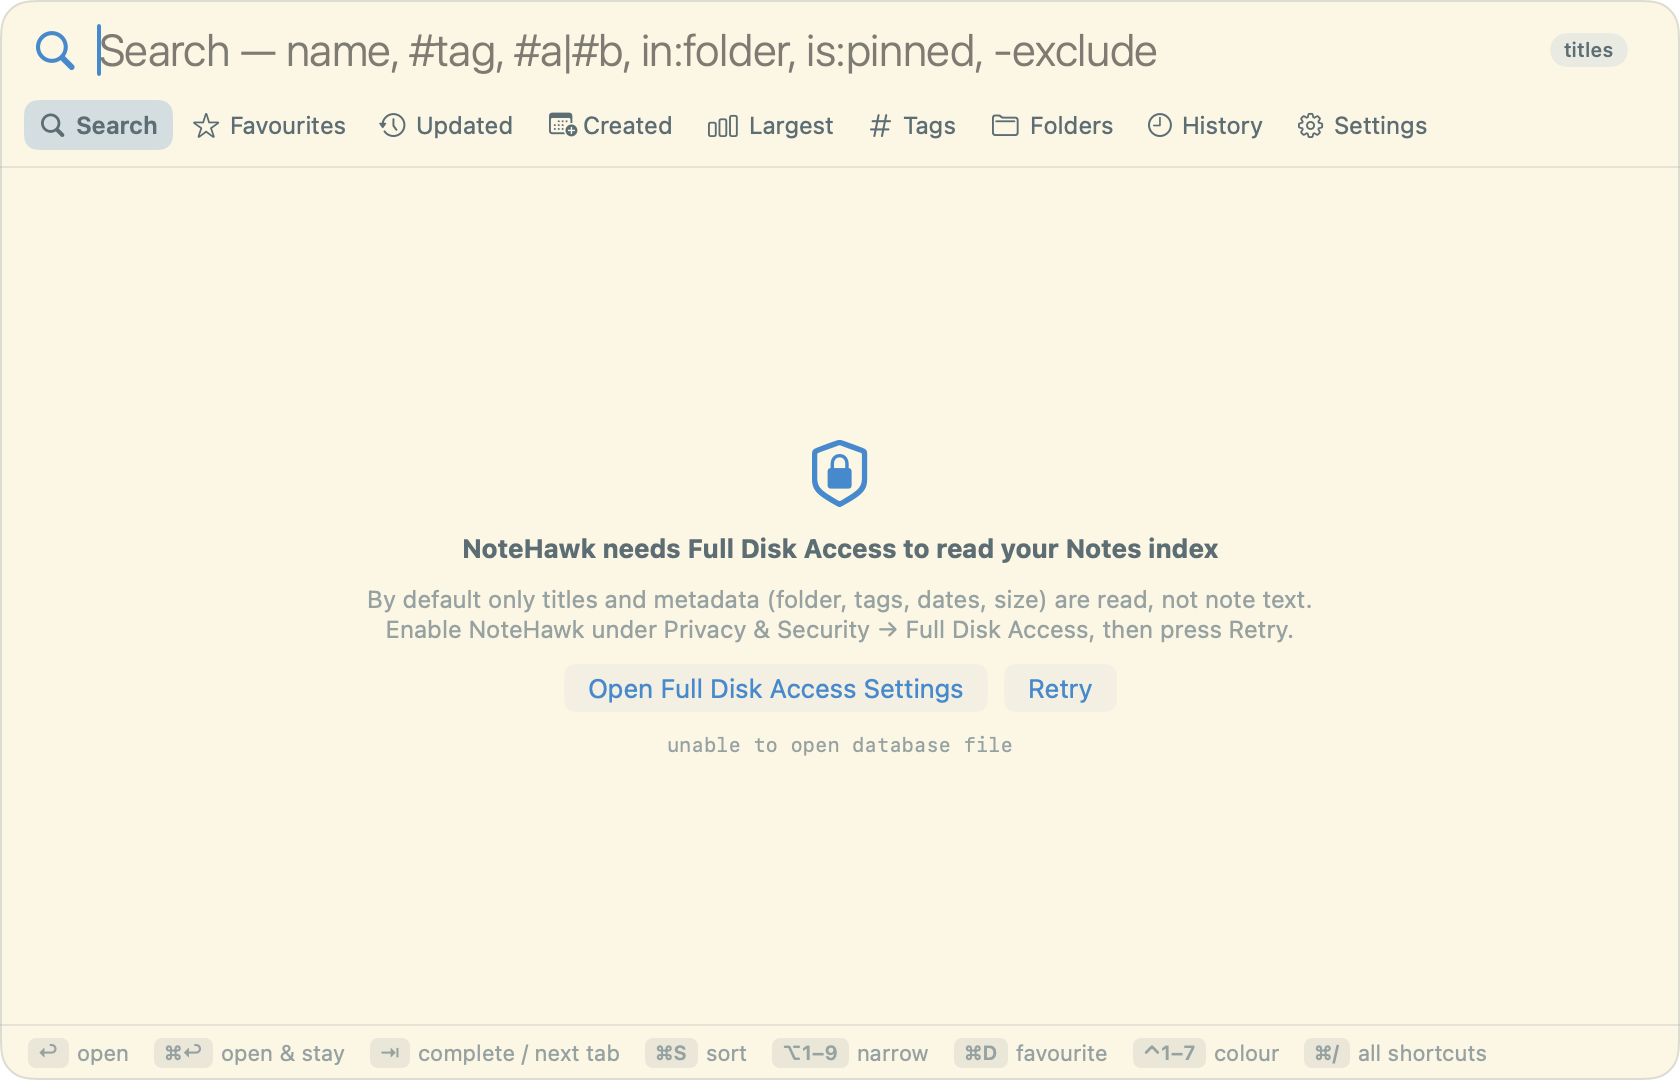 Search — name, #tag, #a|#b, in:folder, is:pinned, -exclude titles
Search Favourites Updated Created Largest # Tags Folders History Settings
NoteHawk needs Full Disk Access to read your Notes index
By default only titles and metadata (folder, tags, dates, size) are read, not note text.
Enable NoteHawk under Privacy & Security → Full Disk Access, then press Retry.
Open Full Disk Access Settings Retry
unable to open database file
↩ open ⌘↩ open & stay ⇥ complete / next tab ⌘S sort ⌥1–9 narrow ⌘D favourite ^1–7 colour ⌘/ all shortcuts